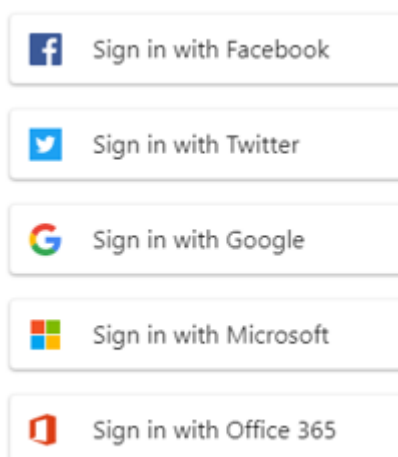 Sign in with Facebook
Sign in with Twitter
Sign in with Google
Sign in with Microsoft
Sign in with Office 365